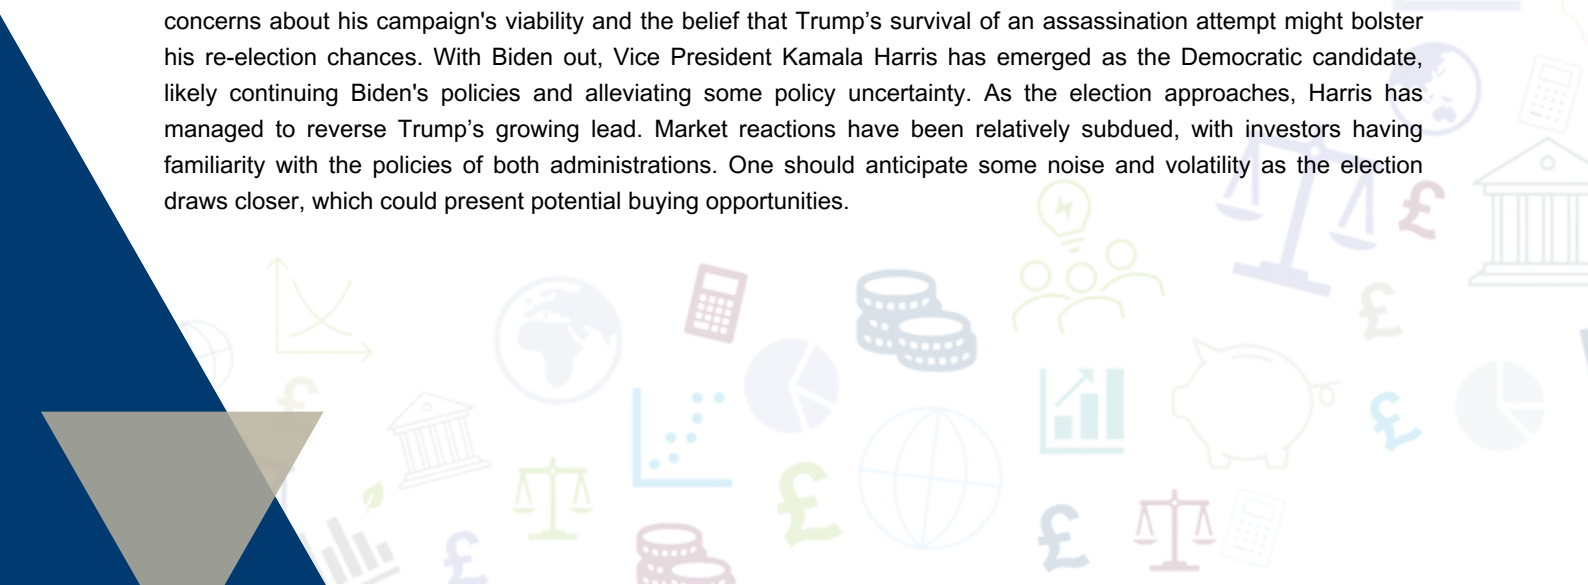 concerns about his campaign's viability and the belief that Trump’s survival of an assassination attempt might bolster
his re-election chances. With Biden out, Vice President Kamala Harris has emerged as the Democratic candidate,
likely continuing Biden's policies and alleviating some policy uncertainty. As the election approaches, Harris has
managed to reverse Trump’s growing lead. Market reactions have been relatively subdued, with investors having
familiarity with the policies of both administrations. One should anticipate some noise and volatility as the election
draws closer, which could present potential buying opportunities.